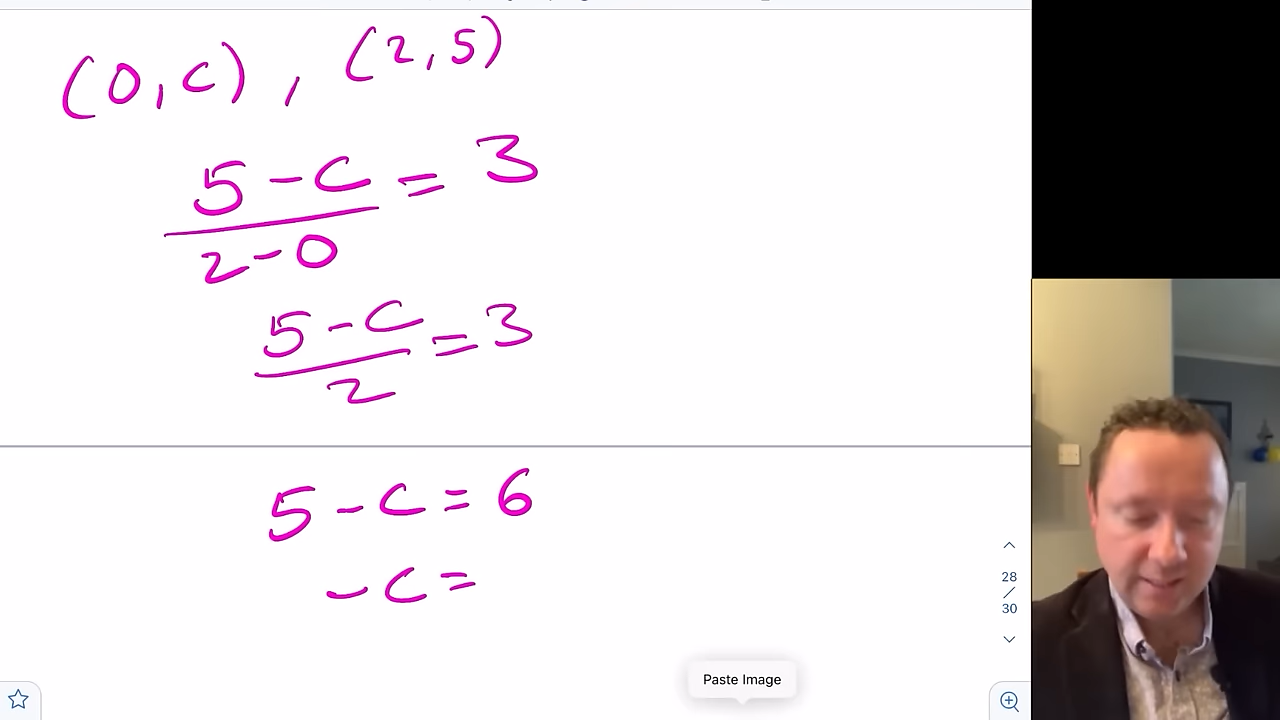 (0, c) , (2, 5)
5 - c = 3
2 - 0
5 - c = 3
2
5 - c = 6
- c =
28
/
30
Paste Image